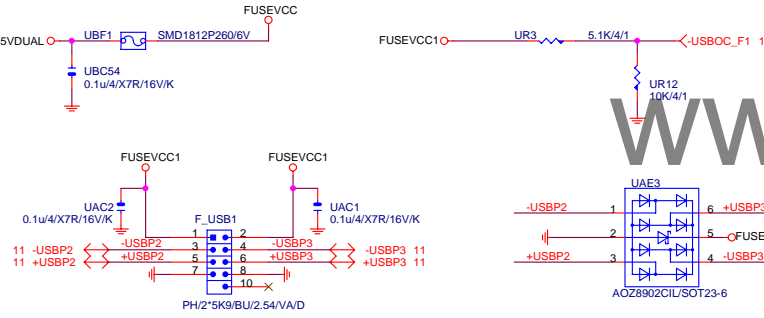 FUSEVCC
5VDUAL
UBF1
SMD1812P260/6V
UBC54
0.1u/4/X7R/16V/K
FUSEVCC1
UR3
5.1K/4/1
-USBOC_F1 1
UR12
10K/4/1
WW
FUSEVCC1
FUSEVCC1
UAC2
0.1u/4/X7R/16V/K
UAC1
0.1u/4/X7R/16V/K
F_USB1
1
2
11 -USBP2
-USBP2
3
4
-USBP3
-USBP3 11
11 +USBP2
+USBP2
5
6
+USBP3
+USBP3 11
7
8
10
PH/2*5K9/BU/2.54/VA/D
UAE3
-USBP2
1
6
+USBP3
2
5
FUSE
+USBP2
3
4
-USBP3
AOZ8902CIL/SOT23-6